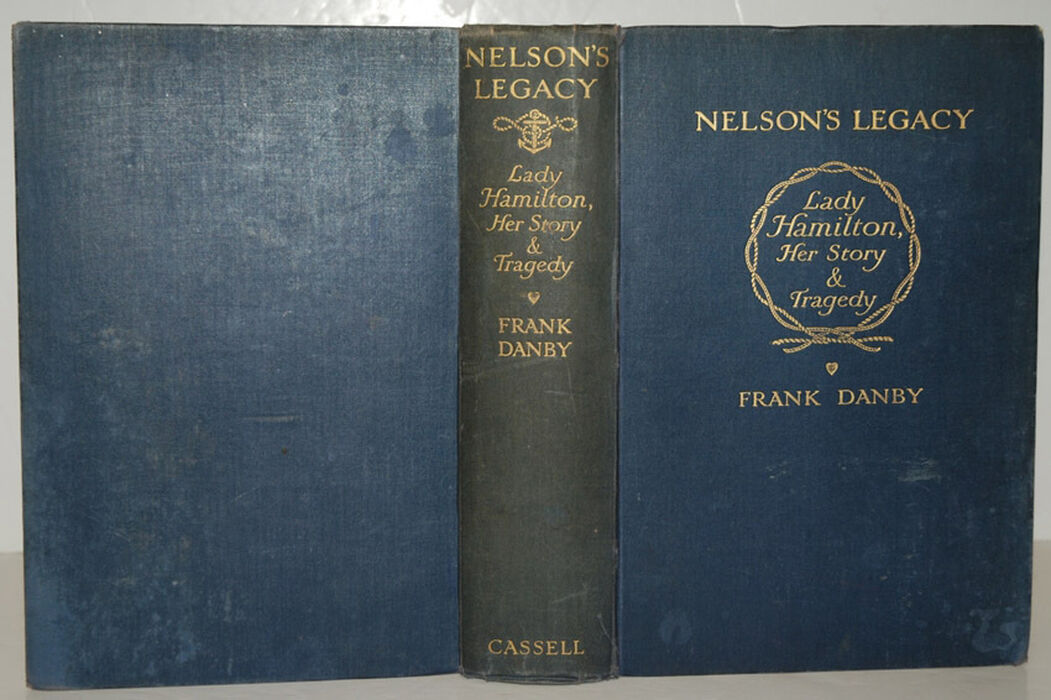 NELSON'S
LEGACY
Lady
Hamilton,
Her Story
&
Tragedy
FRANK
DANBY
CASSELL
NELSON'S LEGACY
Lady
Hamilton,
Her Story
&
Tragedy
FRANK DANBY